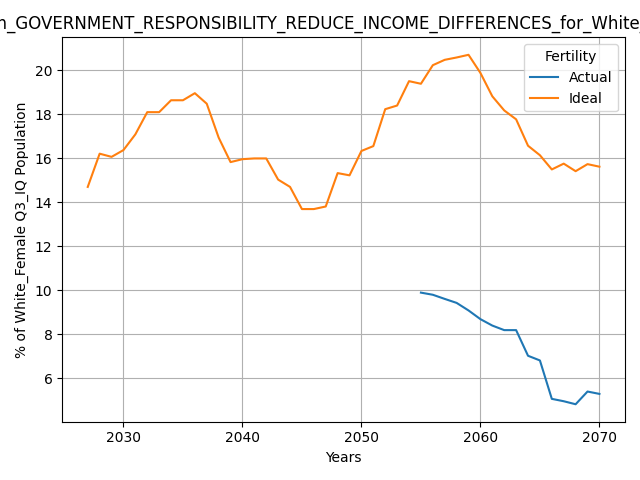 n_GOVERNMENT_RESPONSIBILITY_REDUCE_INCOME_DIFFERENCES_for_White_
Fertility
Actual
Ideal
% of White_Female Q3_IQ Population
20
18
16
14
12
10
8
6
2030 2040 2050 2060 2070
Years